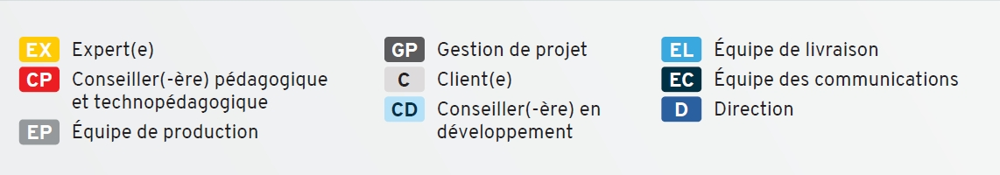 EX Expert(e)
CP Conseiller(-ère) pédagogique
et technopédagogique
EP Équipe de production
GP Gestion de projet
C Client(e)
CD Conseiller(-ère) en
développement
EL Équipe de livraison
EC Équipe des communications
D Direction